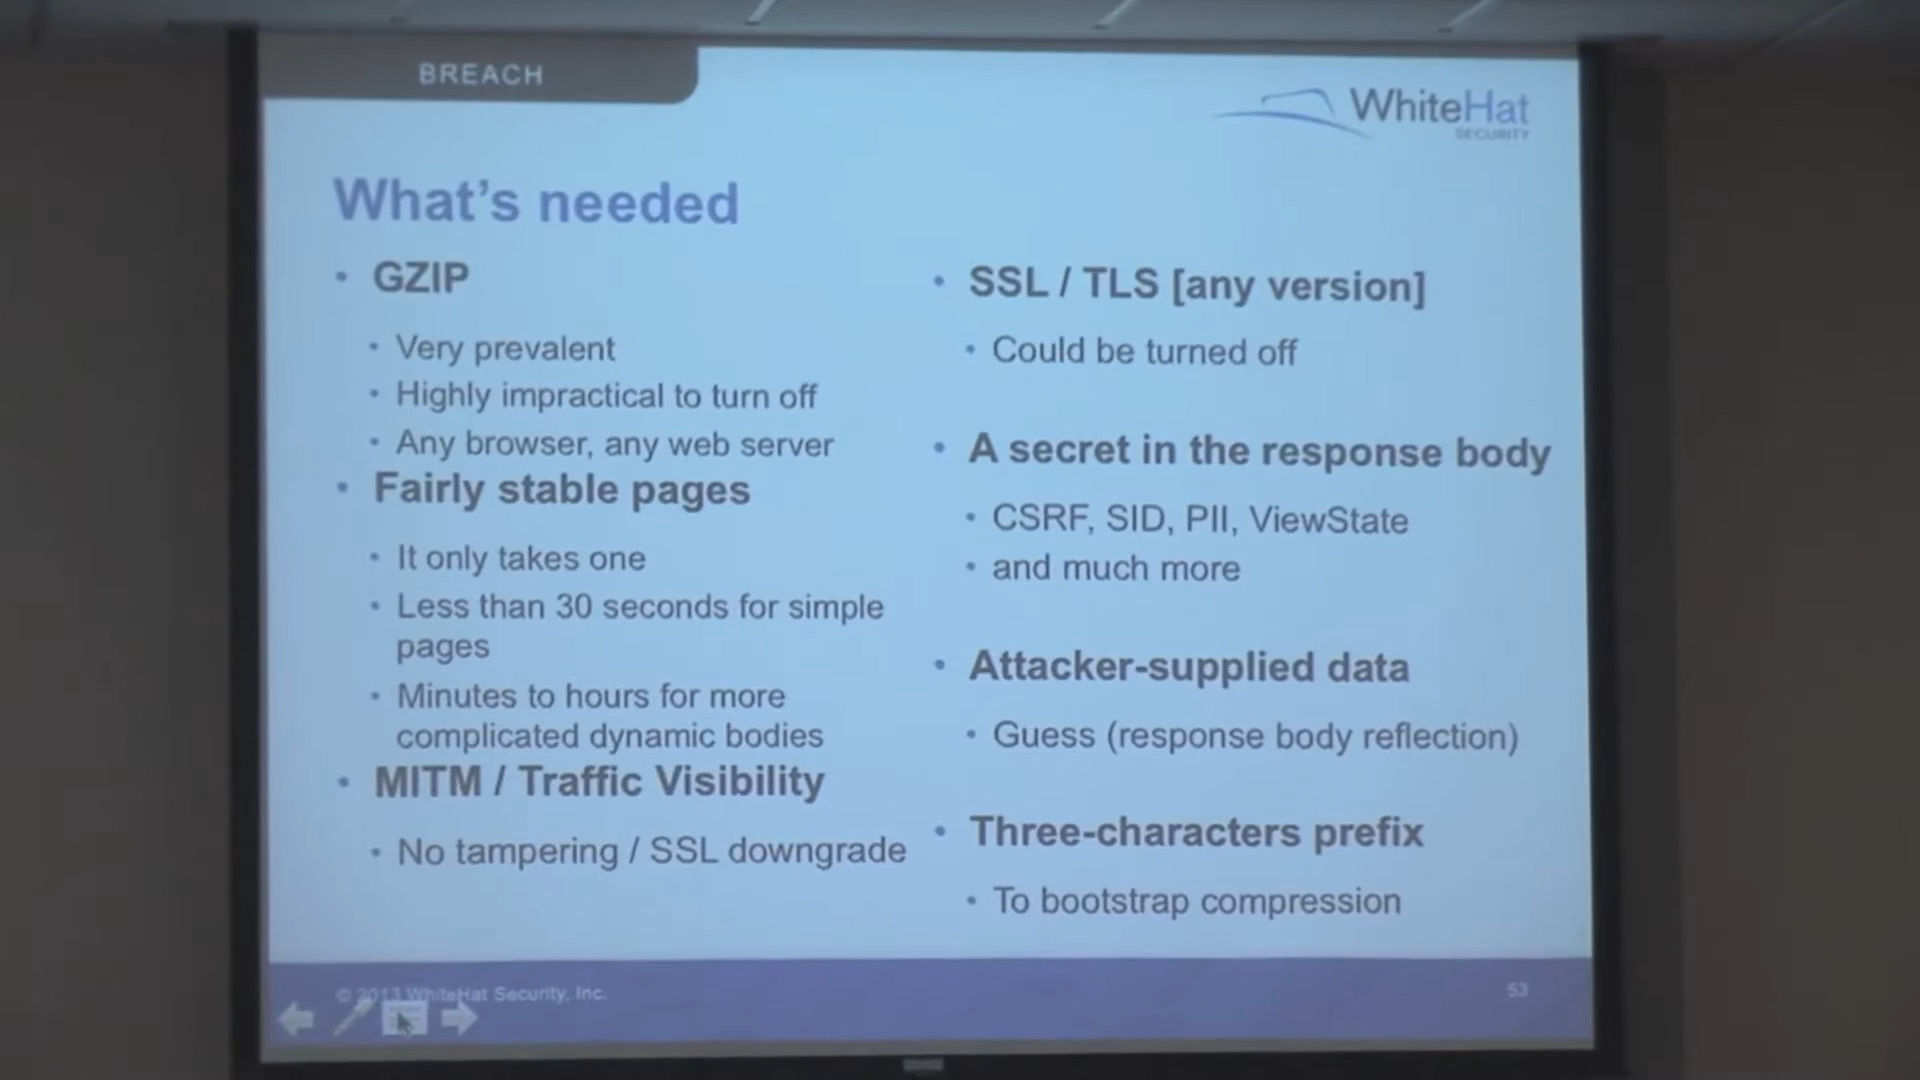 BREACH
WhiteHat
SECURITY
What's needed
• GZIP
• Very prevalent
• Highly impractical to turn off
• Any browser, any web server
• Fairly stable pages
• It only takes one
• Less than 30 seconds for simple
pages
• Minutes to hours for more
complicated dynamic bodies
• MITM / Traffic Visibility
• No tampering / SSL downgrade
• SSL / TLS [any version]
• Could be turned off
• A secret in the response body
• CSRF, SID, PII, ViewState
• and much more
• Attacker-supplied data
• Guess (response body reflection)
• Three-characters prefix
• To bootstrap compression
© 2013 WhiteHat Security, Inc.
53